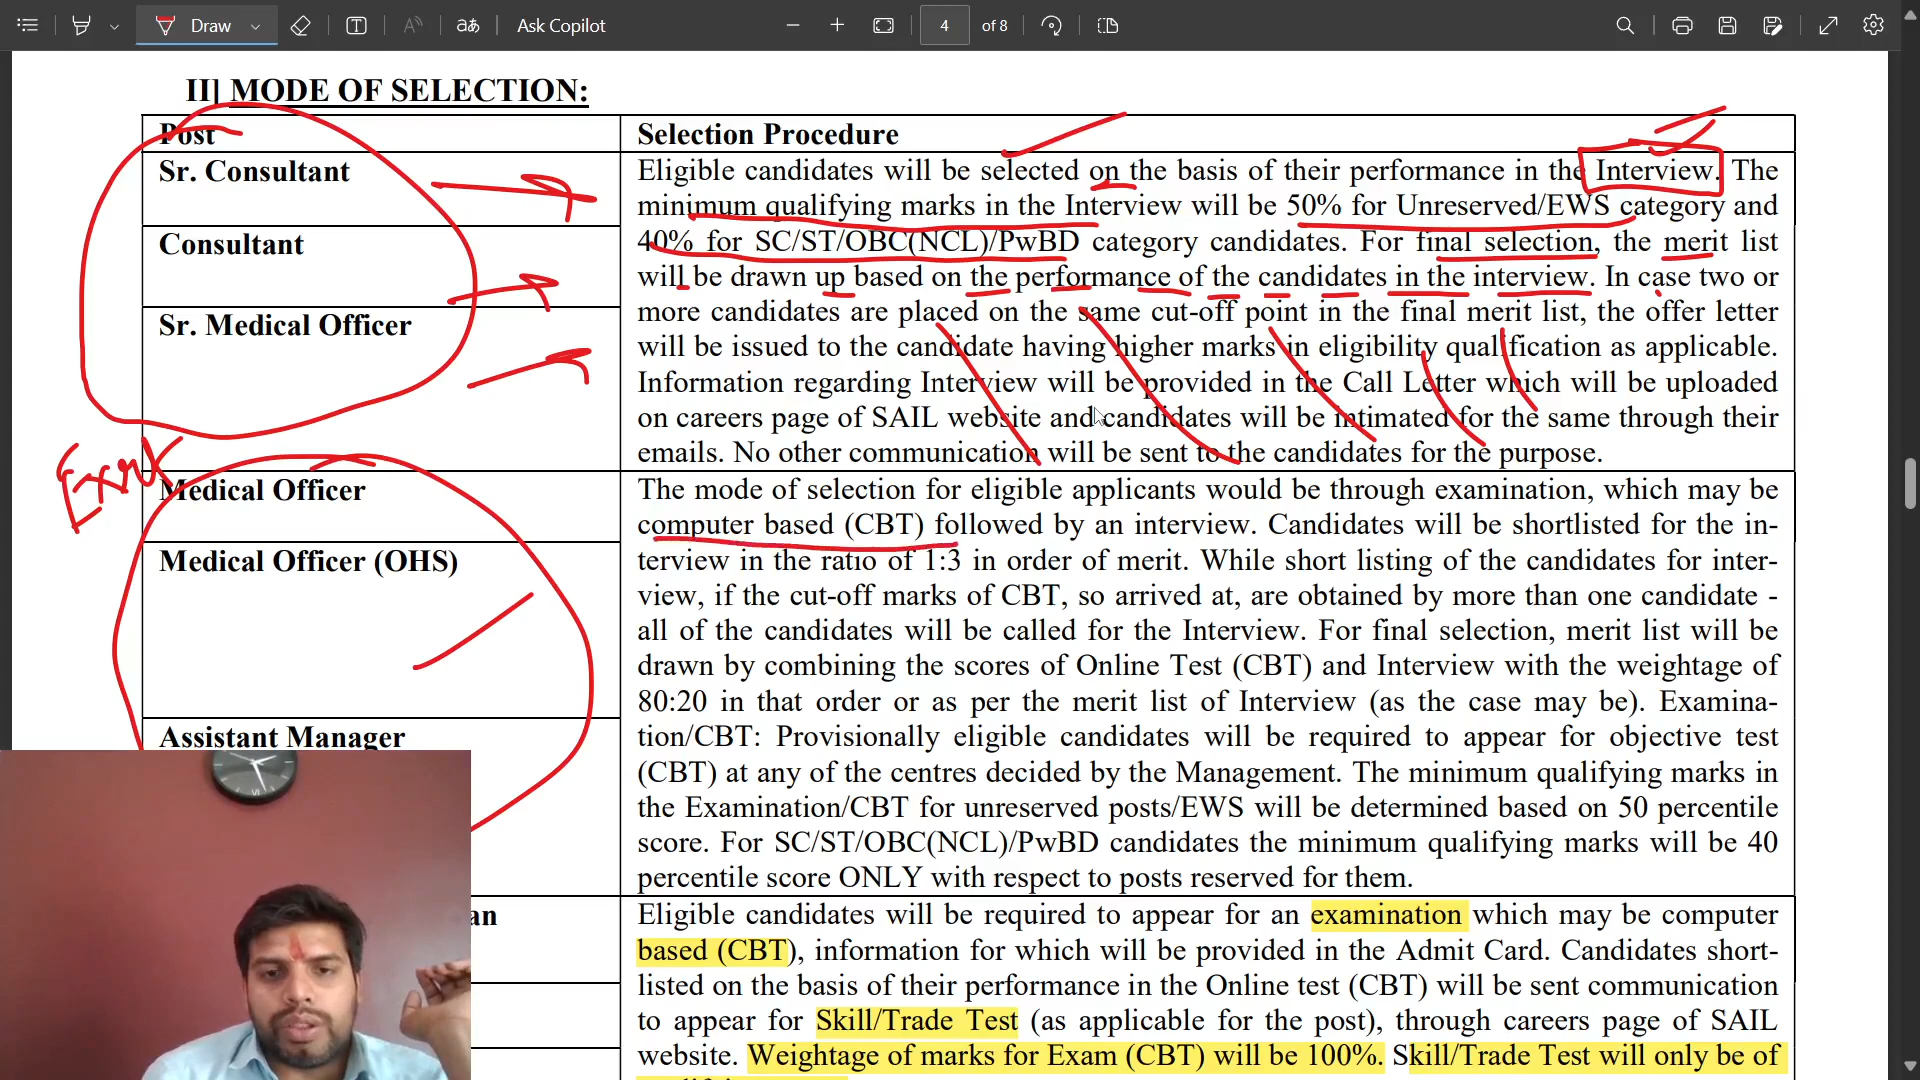 Draw
Ask Copilot
4 of 8
II] MODE OF SELECTION:
Post
Selection Procedure
Sr. Consultant
Consultant
Sr. Medical Officer
Eligible candidates will be selected on the basis of their performance in the Interview. The
minimum qualifying marks in the Interview will be 50% for Unreserved/EWS category and
40% for SC/ST/OBC(NCL)/PwBD category candidates. For final selection, the merit list
will be drawn up based on the performance of the candidates in the interview. In case two or
more candidates are placed on the same cut-off point in the final merit list, the offer letter
will be issued to the candidate having higher marks in eligibility qualification as applicable.
Information regarding Interview will be provided in the Call Letter which will be uploaded
on careers page of SAIL website and candidates will be intimated for the same through their
emails. No other communication will be sent to the candidates for the purpose.
Exam
Medical Officer
Medical Officer (OHS)
Assistant Manager
The mode of selection for eligible applicants would be through examination, which may be
computer based (CBT) followed by an interview. Candidates will be shortlisted for the in-
terview in the ratio of 1:3 in order of merit. While short listing of the candidates for inter-
view, if the cut-off marks of CBT, so arrived at, are obtained by more than one candidate -
all of the candidates will be called for the Interview. For final selection, merit list will be
drawn by combining the scores of Online Test (CBT) and Interview with the weightage of
80:20 in that order or as per the merit list of Interview (as the case may be). Examina-
tion/CBT: Provisionally eligible candidates will be required to appear for objective test
(CBT) at any of the centres decided by the Management. The minimum qualifying marks in
the Examination/CBT for unreserved posts/EWS will be determined based on 50 percentile
score. For SC/ST/OBC(NCL)/PwBD candidates the minimum qualifying marks will be 40
percentile score ONLY with respect to posts reserved for them.
an
Eligible candidates will be required to appear for an examination which may be computer
based (CBT), information for which will be provided in the Admit Card. Candidates short-
listed on the basis of their performance in the Online test (CBT) will be sent communication
to appear for Skill/Trade Test (as applicable for the post), through careers page of SAIL
website. Weightage of marks for Exam (CBT) will be 100%. Skill/Trade Test will only be of